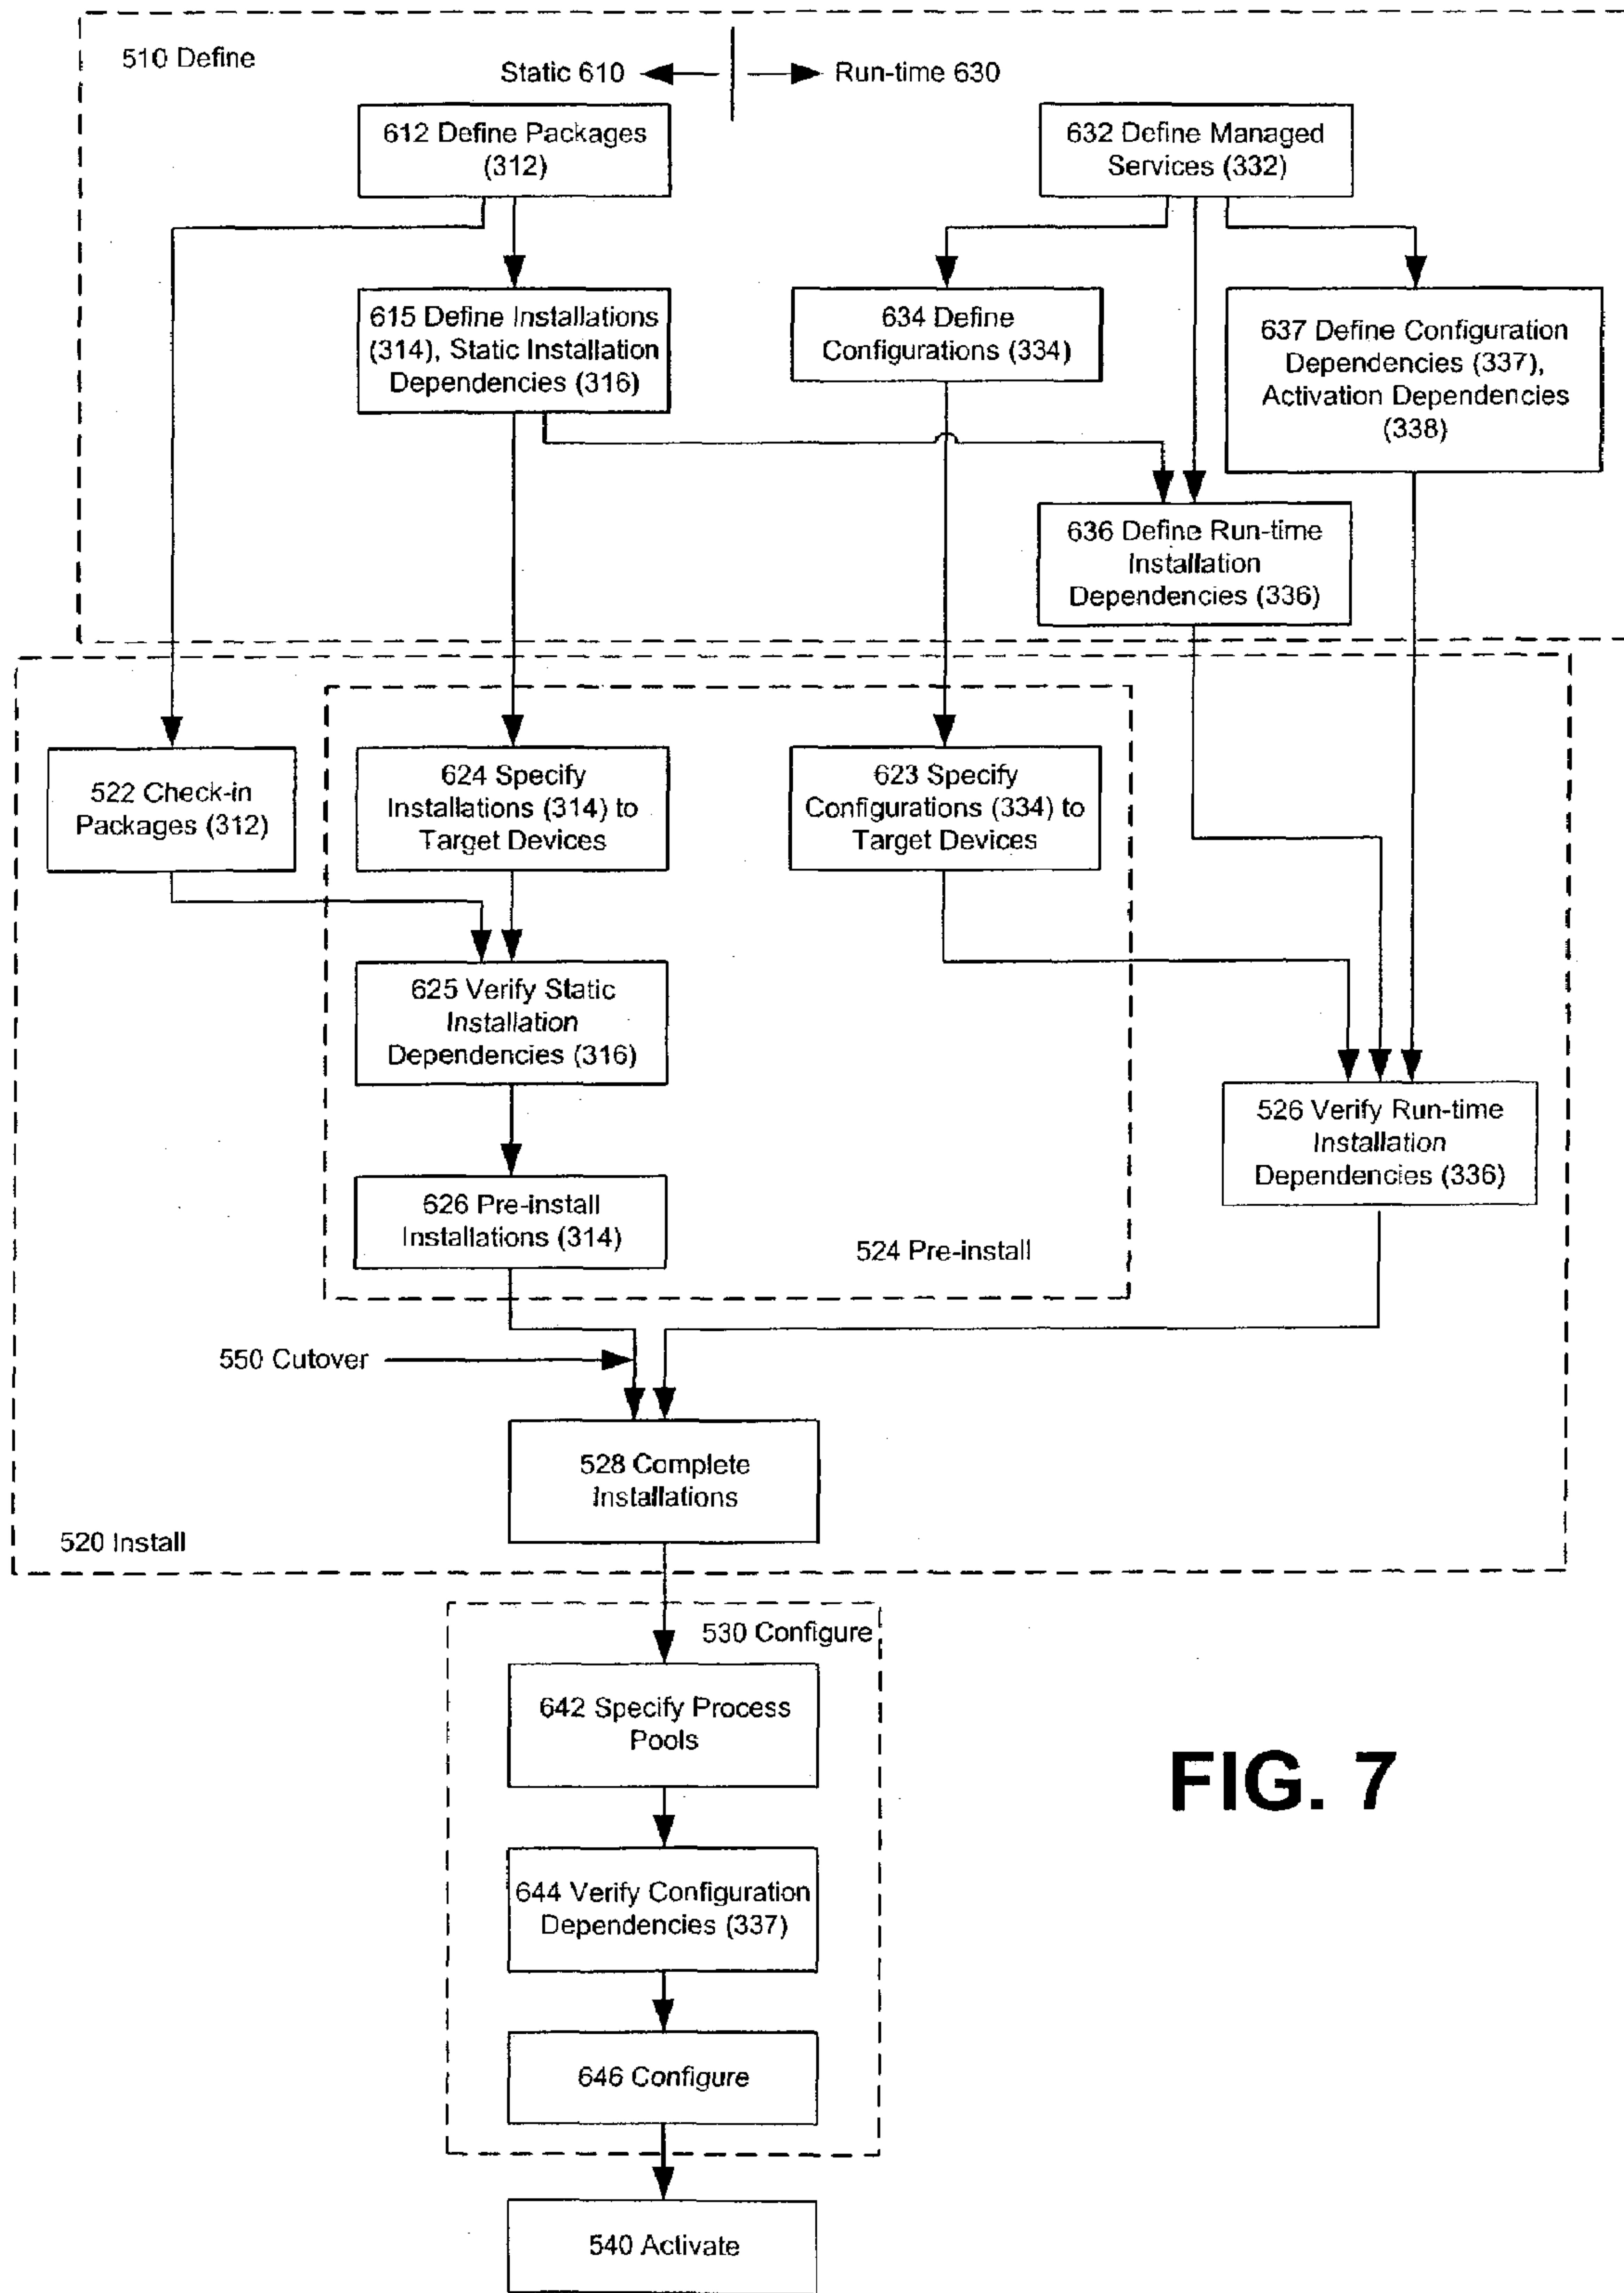 510 Define
Static 610
Run-time 630
612 Define Packages
(312)
632 Define Managed
Services (332)
615 Define Installations
(314), Static Installation
Dependencies (316)
634 Define
Configurations (334)
637 Define Configuration
Dependencies (337),
Activation Dependencies
(338)
636 Define Run-time
Installation
Dependencies (336)
522 Check-in
Packages (312)
624 Specify
Installations (314) to
Target Devices
623 Specify
Configurations (334) to
Target Devices
625 Verify Static
Installation
Dependencies (316)
526 Verify Run-time
Installation
Dependencies (336)
626 Pre-install
Installations (314)
524 Pre-install
550 Cutover
528 Complete
Installations
520 Install
530 Configure
642 Specify Process
Pools
644 Verify Configuration
Dependencies (337)
646 Configure
540 Activate
FIG. 7